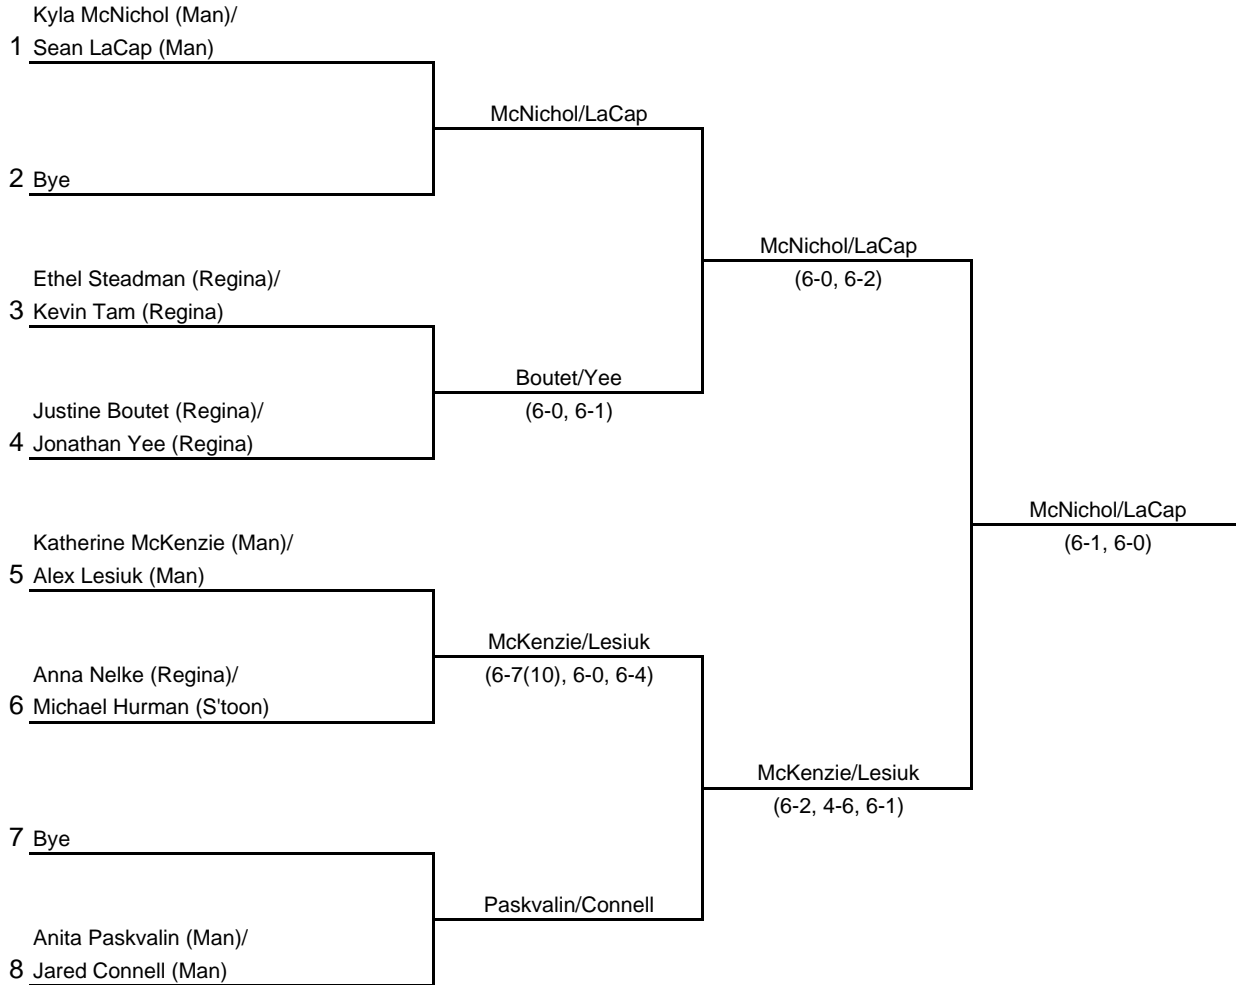 Kyla McNichol (Man)/
1 Sean LaCap (Man)
McNichol/LaCap
2 Bye
McNichol/LaCap
(6-0, 6-2)
Ethel Steadman (Regina)/
3 Kevin Tam (Regina)
Boutet/Yee
(6-0, 6-1)
Justine Boutet (Regina)/
4 Jonathan Yee (Regina)
McNichol/LaCap
(6-1, 6-0)
Katherine McKenzie (Man)/
5 Alex Lesiuk (Man)
McKenzie/Lesiuk
(6-7(10), 6-0, 6-4)
Anna Nelke (Regina)/
6 Michael Hurman (S'toon)
McKenzie/Lesiuk
(6-2, 4-6, 6-1)
7 Bye
Paskvalin/Connell
Anita Paskvalin (Man)/
8 Jared Connell (Man)